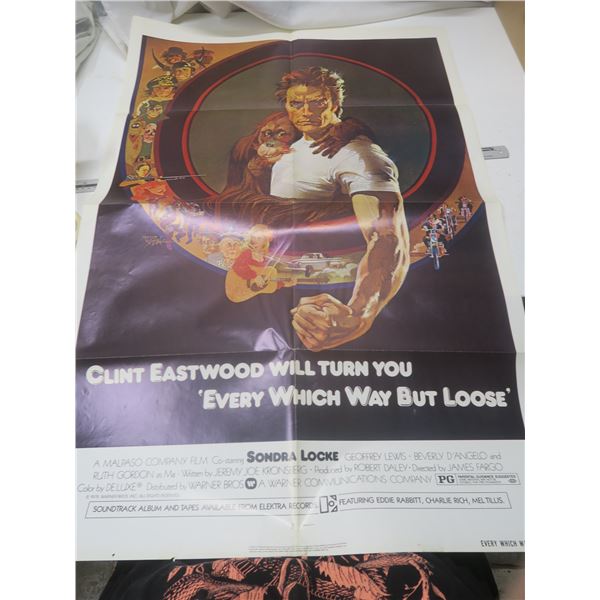 CLINT EASTWOOD WILL TURN YOU
'EVERY WHICH WAY BUT LOOSE'
A MALPASO COMPANY FILM Co-starring SONDRA LOCKE GEOFFREY LEWIS · BEVERLY D'ANGELO and
RUTH GORDON as Ma · Written by JEREMY JOE KRONSBERG · Produced by ROBERT DALEY · Directed by JAMES FARGO
Color by DELUXE® Distributed by WARNER BROS. A WARNER COMMUNICATIONS COMPANY PG PARENTAL GUIDANCE SUGGESTED
SOUNDTRACK ALBUM AND TAPES AVAILABLE FROM ELEKTRA RECORDS FEATURING EDDIE RABBITT, CHARLIE RICH, MEL TILLIS.
EVERY WHICH W